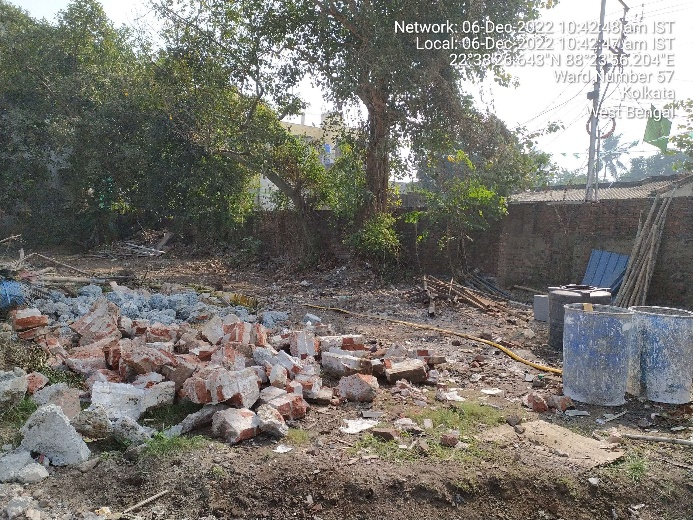 Network: 06-Dec-2022 10:42:48 am IST
Local: 06-Dec-2022 10:42:47 am IST
22°38'26.643"N 88°23'56.204"E
Ward Number 57
Kolkata
West Bengal